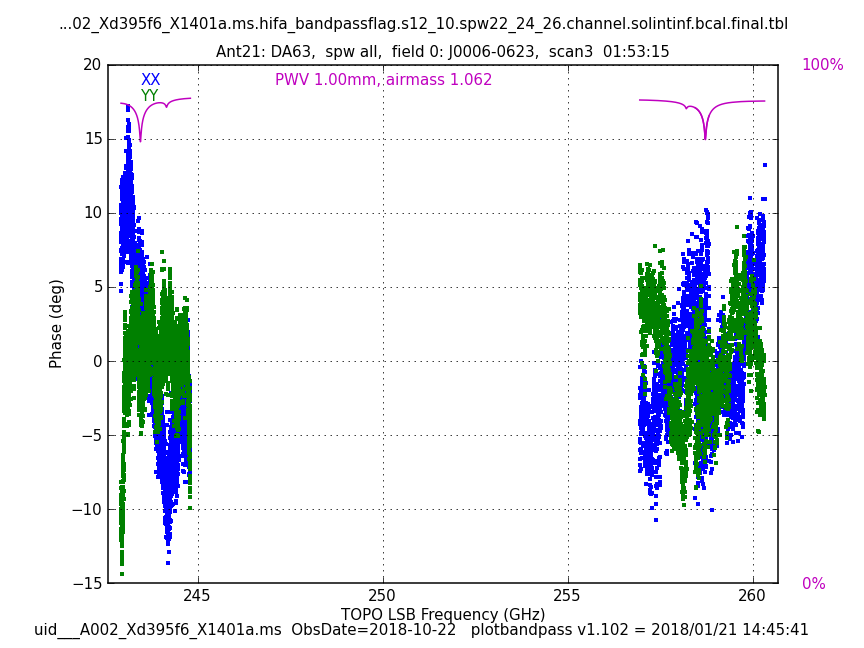 ...02_Xd395f6_X1401a.ms.hifa_bandpassflag.s12_10.spw22_24_26.channel.solintinf.bcal.final.tbl
Ant21: DA63, spw all, field 0: J0006-0623, scan3 01:53:15
20
15
10
5
0
−5
−10
−15
Phase (deg)
XX
YY
PWV 1.00mm, airmass 1.062
100%
0%
245
250
255
260
TOPO LSB Frequency (GHz)
uid___A002_Xd395f6_X1401a.ms ObsDate=2018-10-22 plotbandpass v1.102 = 2018/01/21 14:45:41